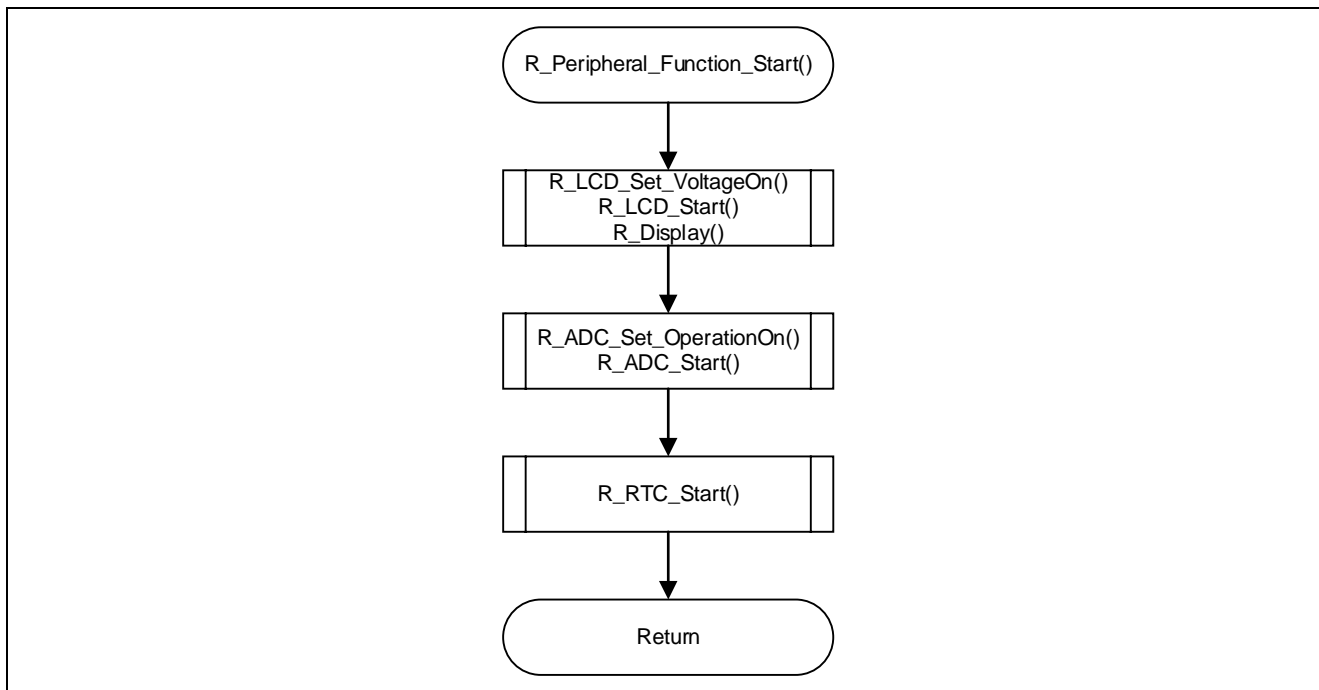 R_Peripheral_Function_Start()
R_LCD_Set_VoltageOn()
R_LCD_Start()
R_Display()
R_ADC_Set_OperationOn()
R_ADC_Start()
R_RTC_Start()
Return